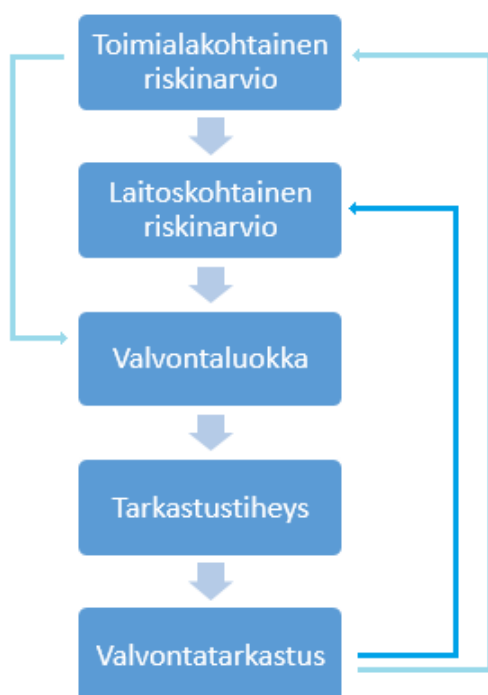 Toimialakohtainen
riskinarvio
Laitoskohtainen
riskinarvio
Valvontaluokka
Tarkastustiheys
Valvontatarkastus